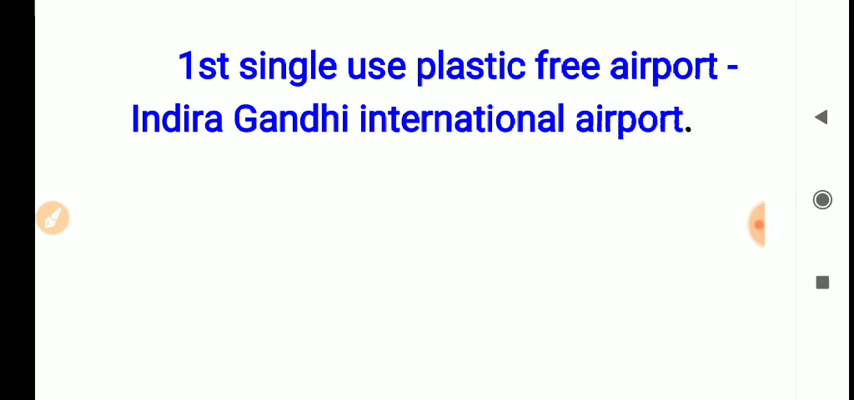 1st single use plastic free airport -
Indira Gandhi international airport.